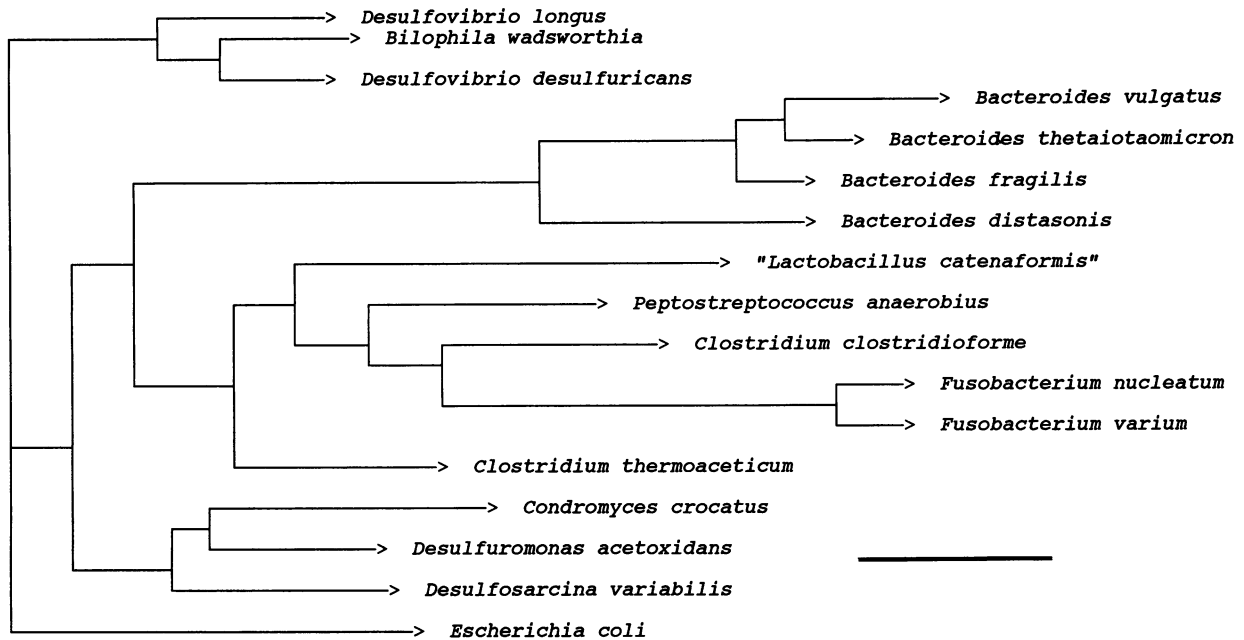 Desulfovibrio longus
Bilophila wadsworthia
Desulfovibrio desulfuricans
Bacteroides vulgatus
Bacteroides thetaiotaomicron
Bacteroides fragilis
Bacteroides distasonis
"Lactobacillus catenaformis"
Peptostreptococcus anaerobius
Clostridium clostridioforme
Fusobacterium nucleatum
Fusobacterium varium
Clostridium thermoaceticum
Condromyces crocatus
Desulfuromonas acetoxidans
Desulfosarcina variabilis
Escherichia coli